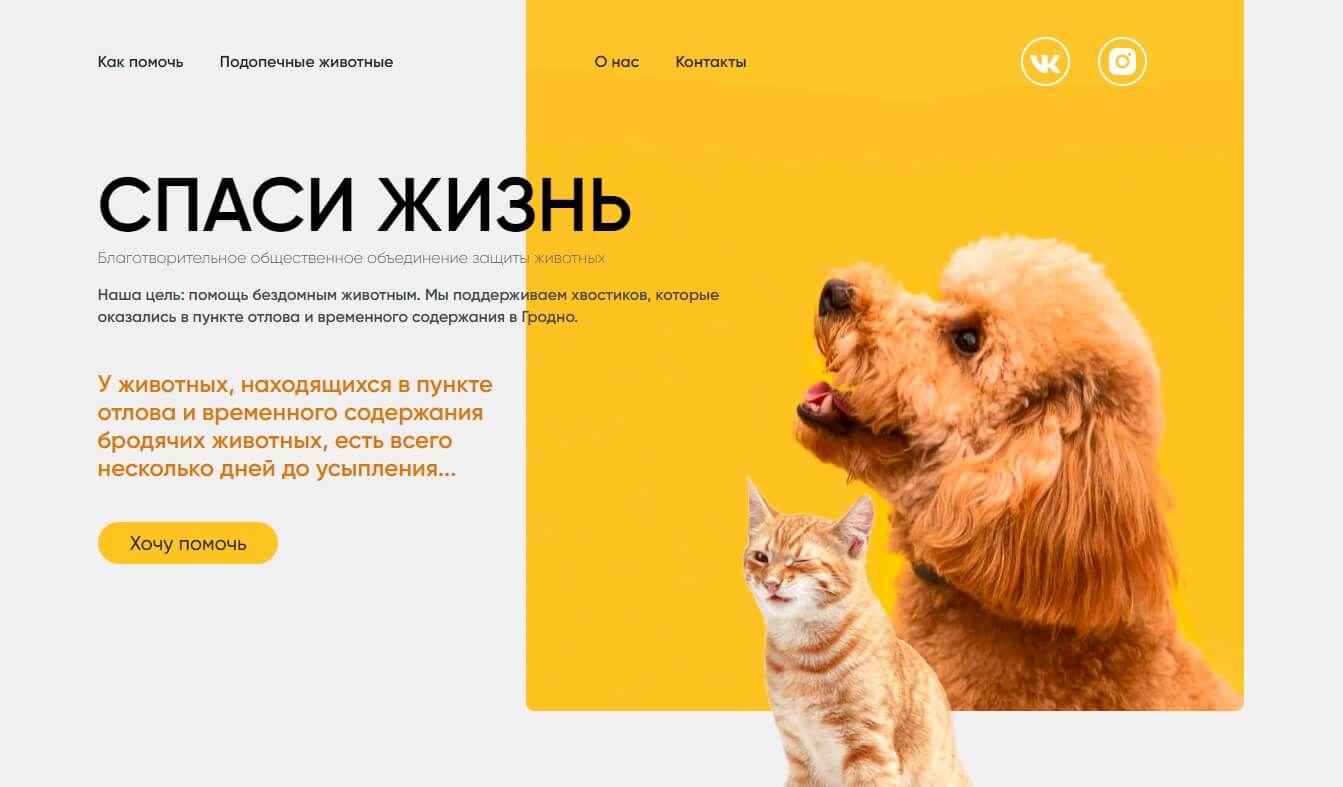 Как помочь
Подопечные животные
О нас
Контакты
СПАСИ ЖИЗНЬ
Благотворительное общественное объединение защиты животных
Наша цель: помощь бездомным животным. Мы поддерживаем хвостиков, которые
оказались в пункте отлова и временного содержания в Гродно.
У животных, находящихся в пункте
отлова и временного содержания
бродячих животных, есть всего
несколько дней до усыпления...
Хочу помочь